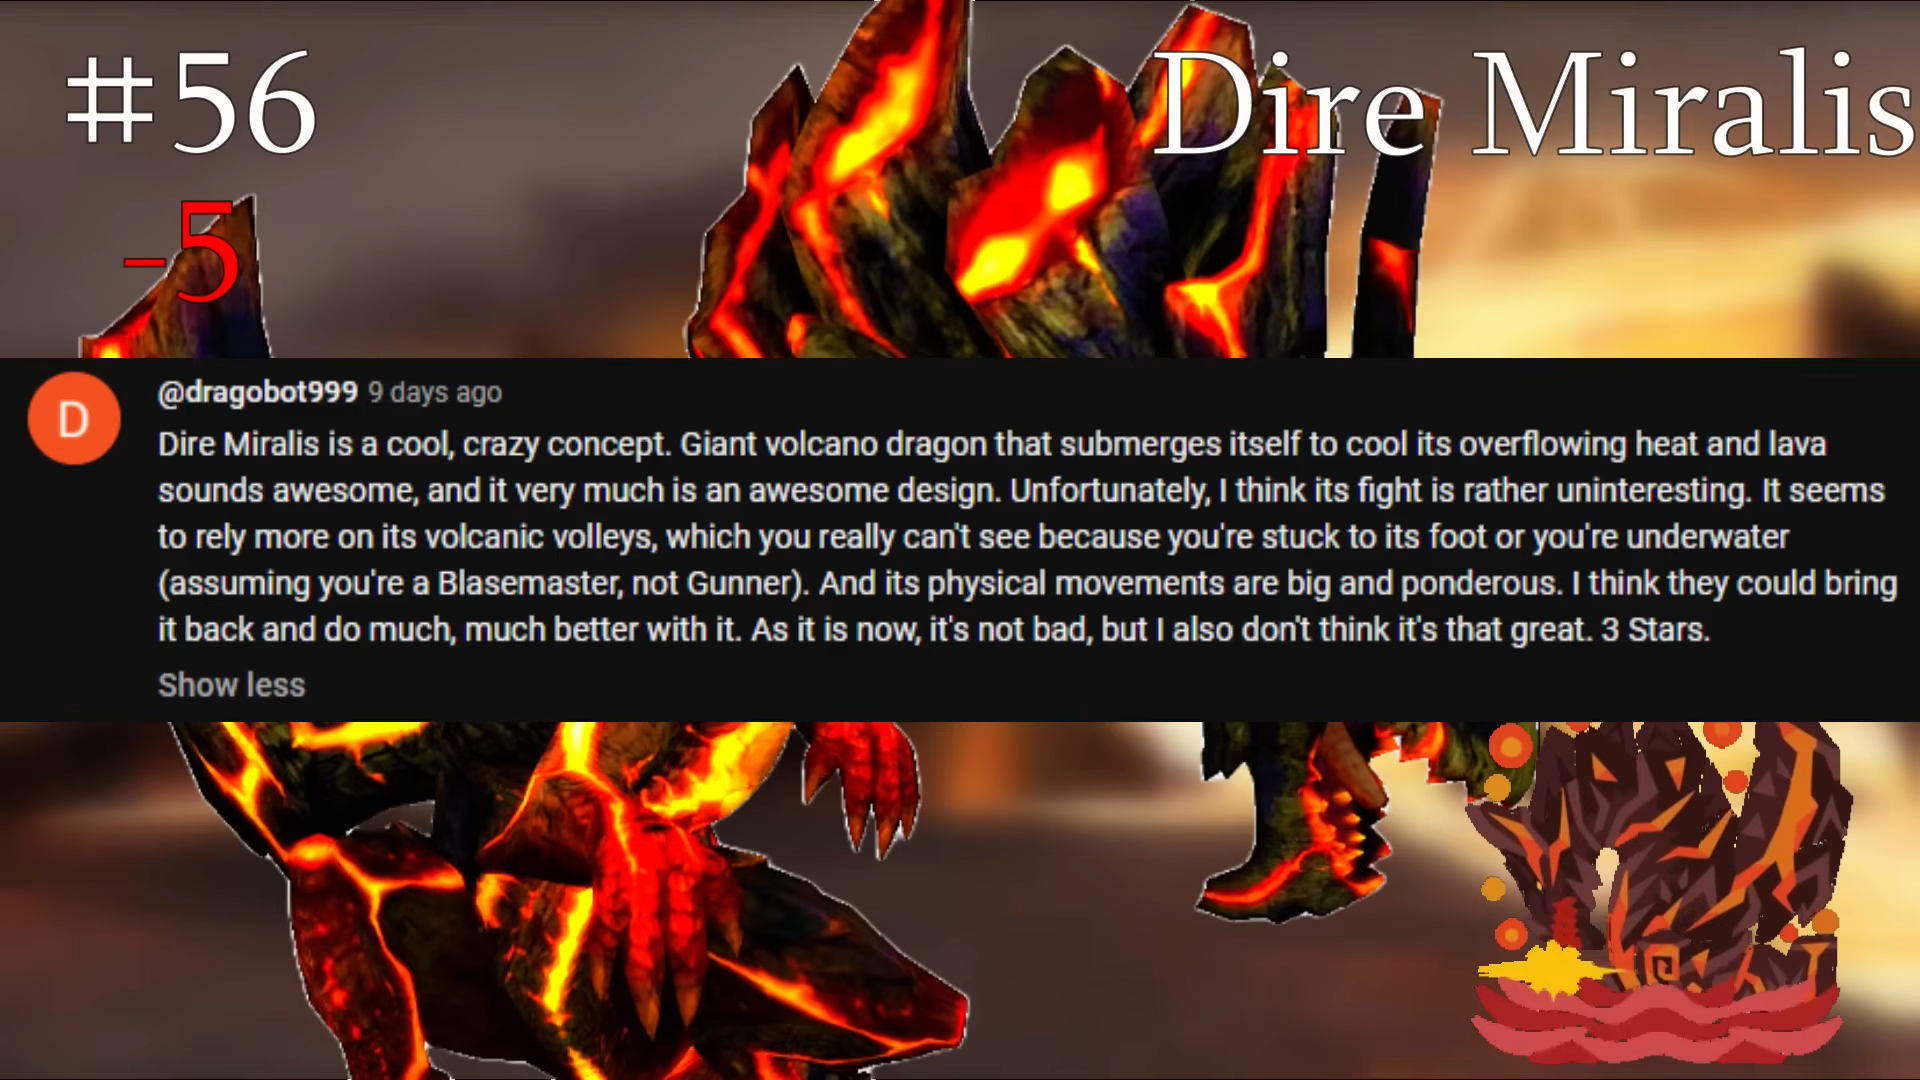 #56
Dire Miralis
-5
D
@dragobot999 9 days ago
Dire Miralis is a cool, crazy concept. Giant volcano dragon that submerges itself to cool its overflowing heat and lava
sounds awesome, and it very much is an awesome design. Unfortunately, I think its fight is rather uninteresting. It seems
to rely more on its volcanic volleys, which you really can't see because you're stuck to its foot or you're underwater
(assuming you're a Blasemaster, not Gunner). And its physical movements are big and ponderous. I think they could bring
it back and do much, much better with it. As it is now, it's not bad, but I also don't think it's that great. 3 Stars.
Show less